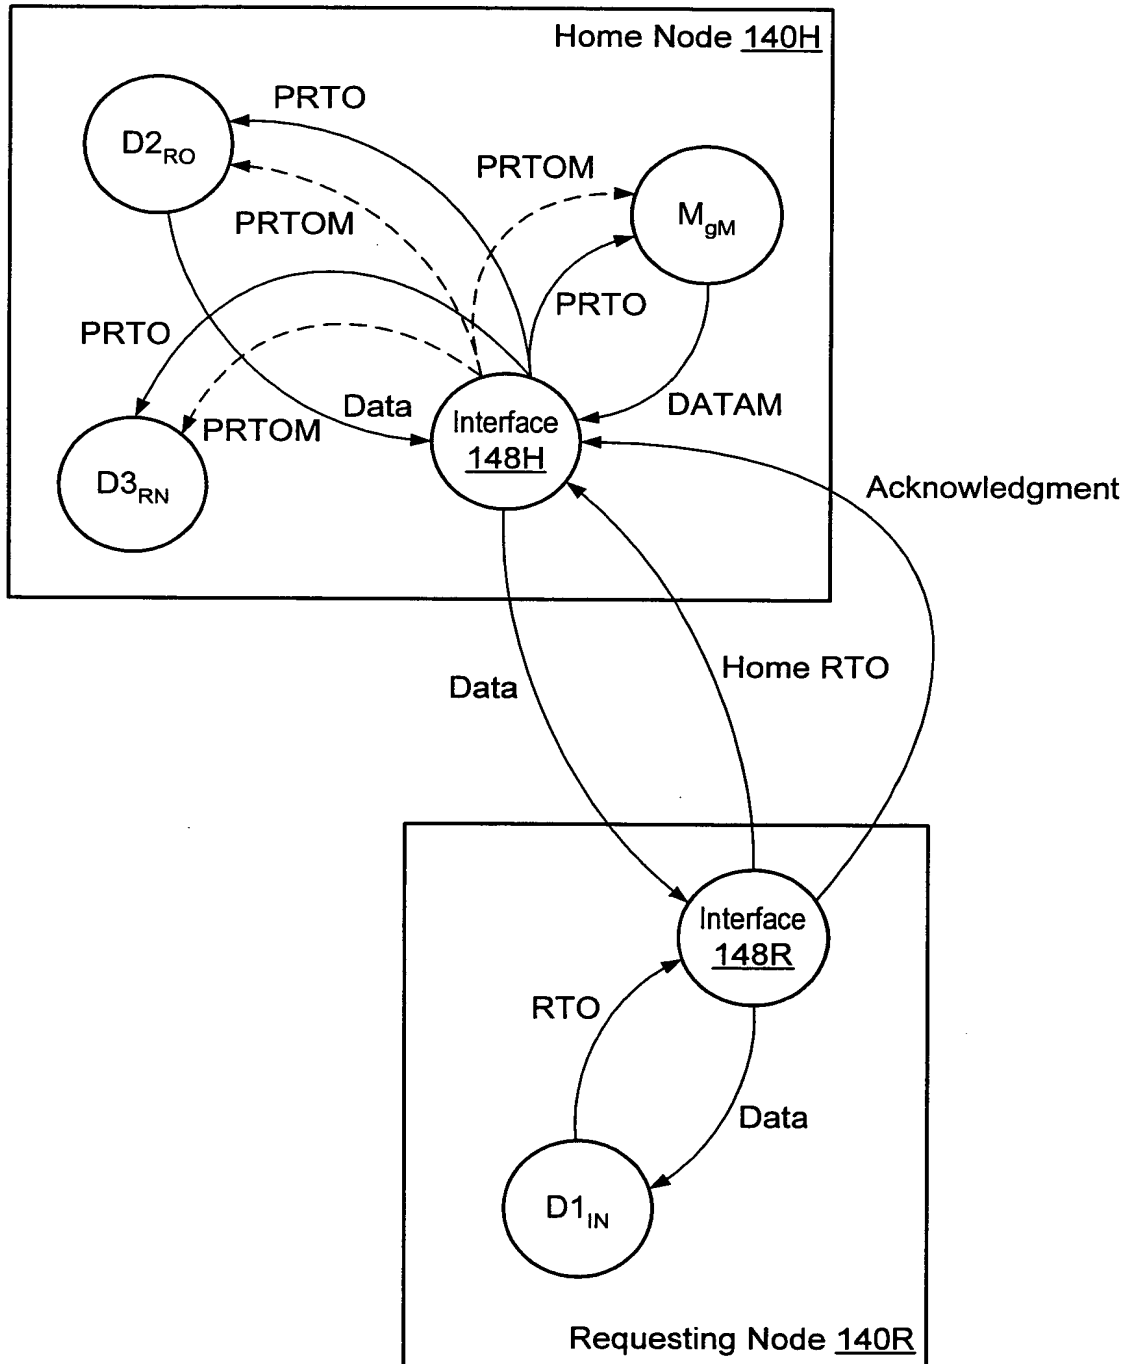 Home Node 140H
PRTO
D2RO
PRTOM
PRTOM
MgM
PRTO
PRTO
DATAM
Data
PRTOM
Interface
148H
D3RN
Acknowledgment
Home RTO
Data
Interface
148R
RTO
Data
D1IN
Requesting Node 140R